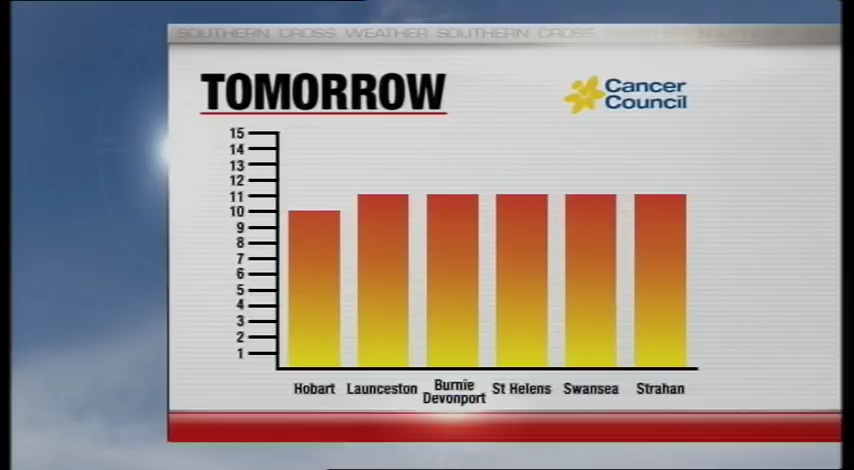 SOUTHERN CROSS WEATHER SOUTHERN CROSS WEATHER
TOMORROW
Cancer
Council
15
14
13
12
11
10
9
8
7
6
5
4
3
2
1
Hobart
Launceston
Burnie
Devonport
St Helens
Swansea
Strahan